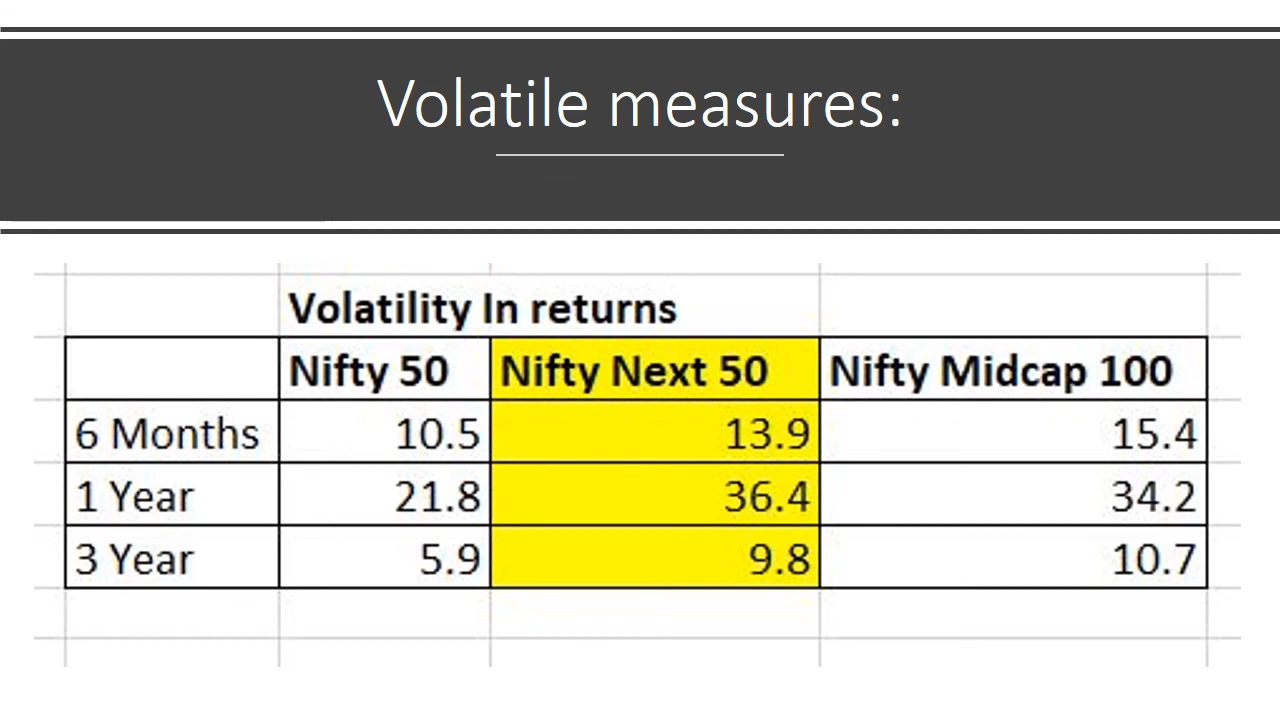 Volatile measures:
Volatility In returns
Nifty 50 Nifty Next 50 Nifty Midcap 100
6 Months 10.5 13.9 15.4
1 Year 21.8 36.4 34.2
3 Year 5.9 9.8 10.7